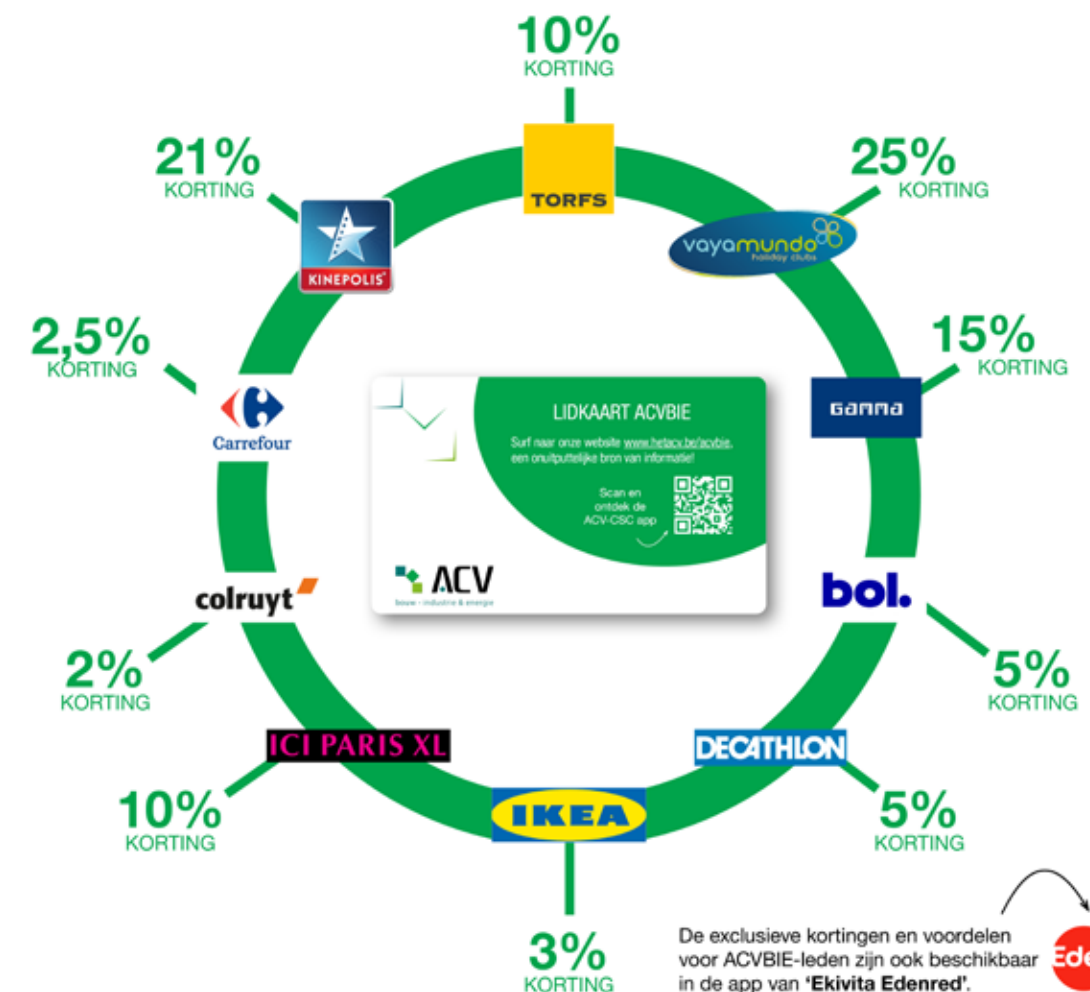 10%
KORTING
TORFS
21%
KORTING
KINEPOLIS
25%
KORTING
vayamundo
holiday clubs
2,5%
KORTING
Carrefour
15%
KORTING
GAMMA
LIDKAART ACVBIE
Surf naar onze website www.hetacv.be/acvbie,
een onuitputtelijke bron van informatie!
Scan en
ontdek de
ACV-CSC app
ACV
bouw - industrie & energie
colruyt
2%
KORTING
bol.
5%
KORTING
ICI PARIS XL
10%
KORTING
DECATHLON
5%
KORTING
IKEA
3%
KORTING
De exclusieve kortingen en voordelen
voor ACVBIE-leden zijn ook beschikbaar
in de app van 'Ekivita Edenred'.
Ede